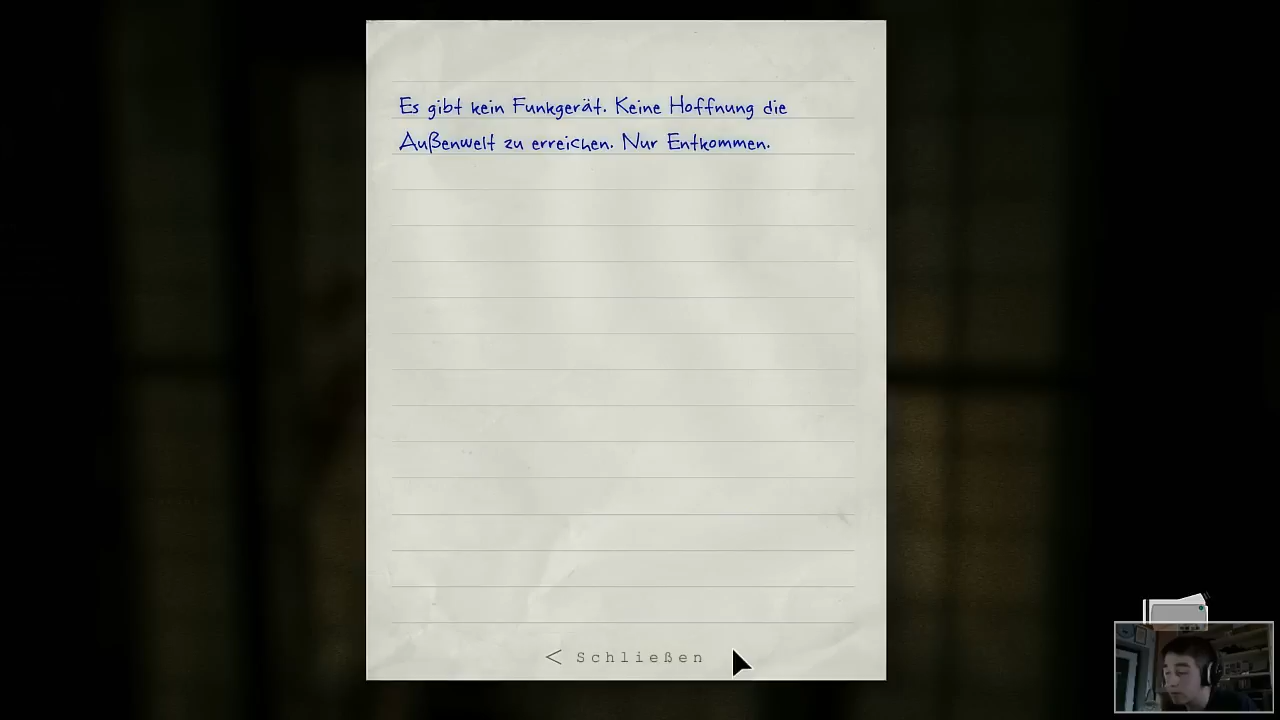 Es gibt kein Funkgerät. Keine Hoffnung die
Außenwelt zu erreichen. Nur Entkommen.
< Schließen